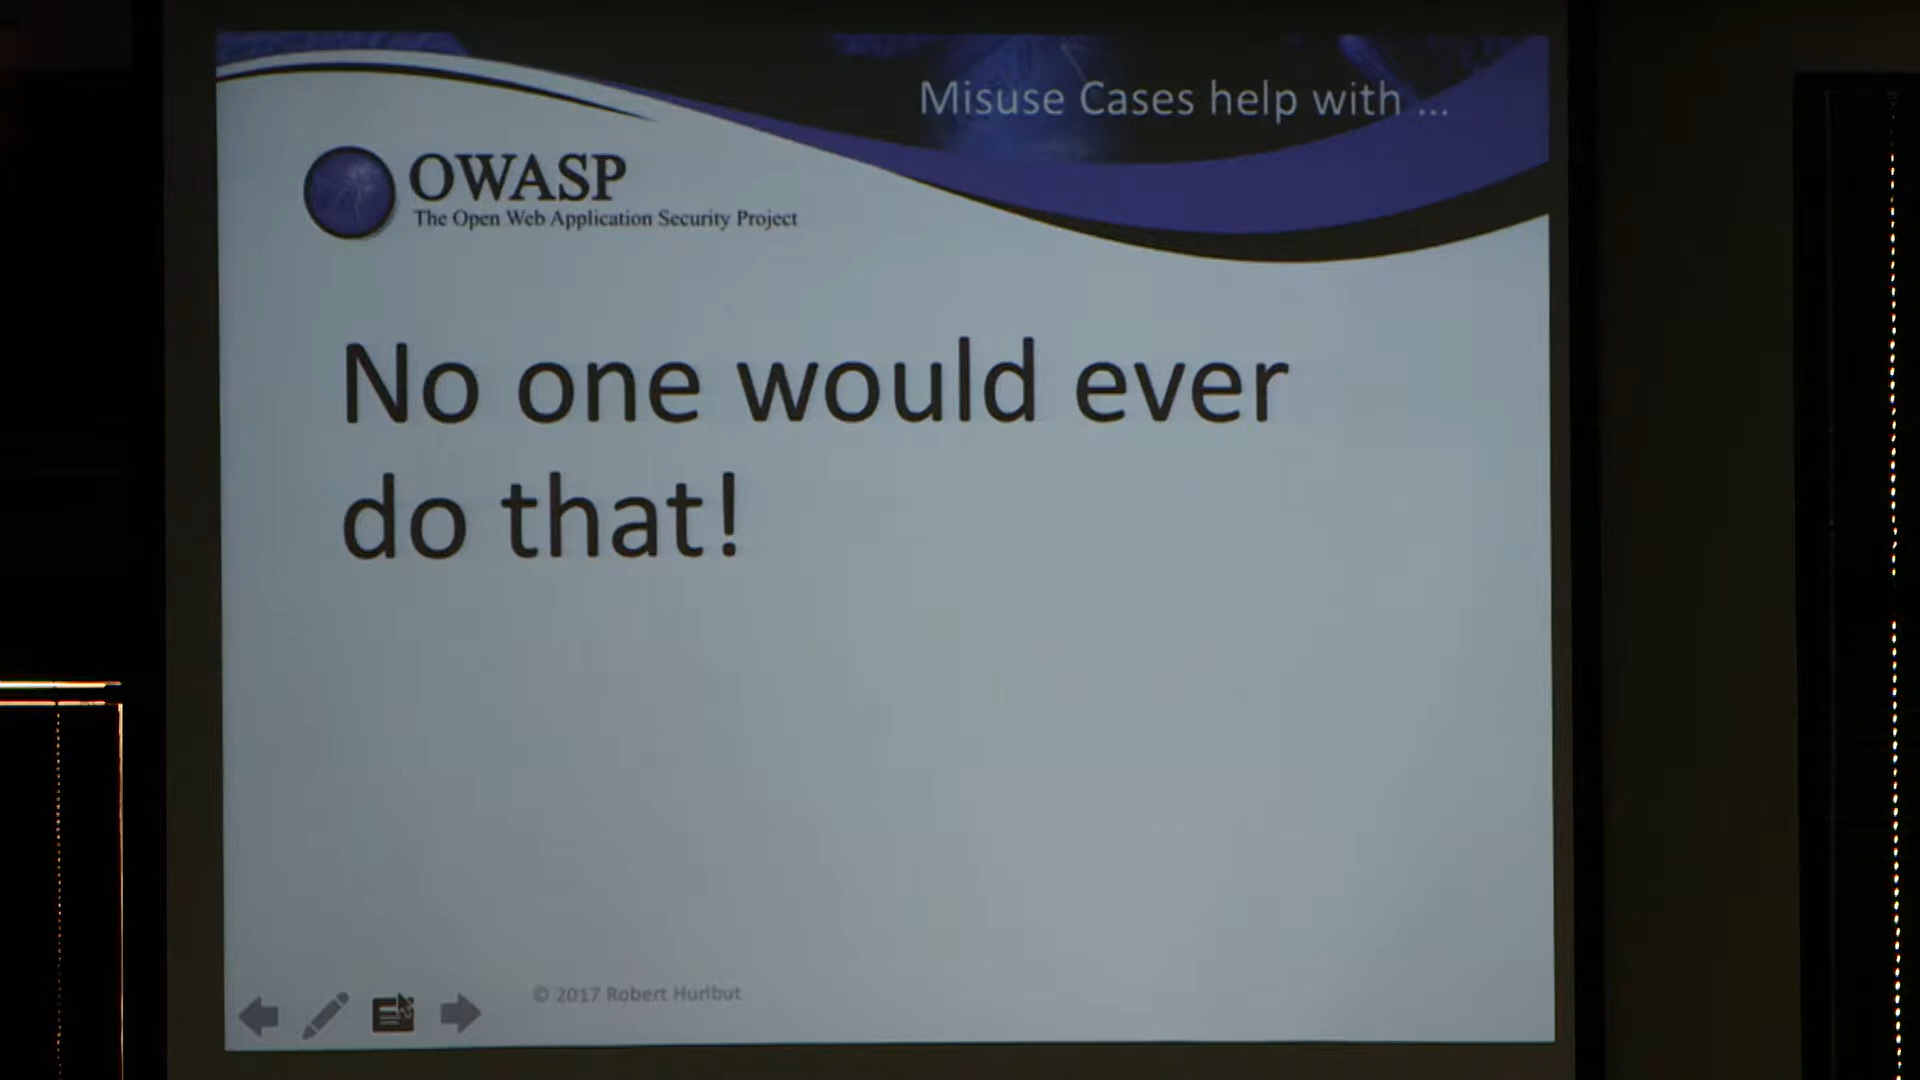 Misuse Cases help with ...
OWASP
The Open Web Application Security Project
No one would ever
do that!
© 2017 Robert Hurlbut